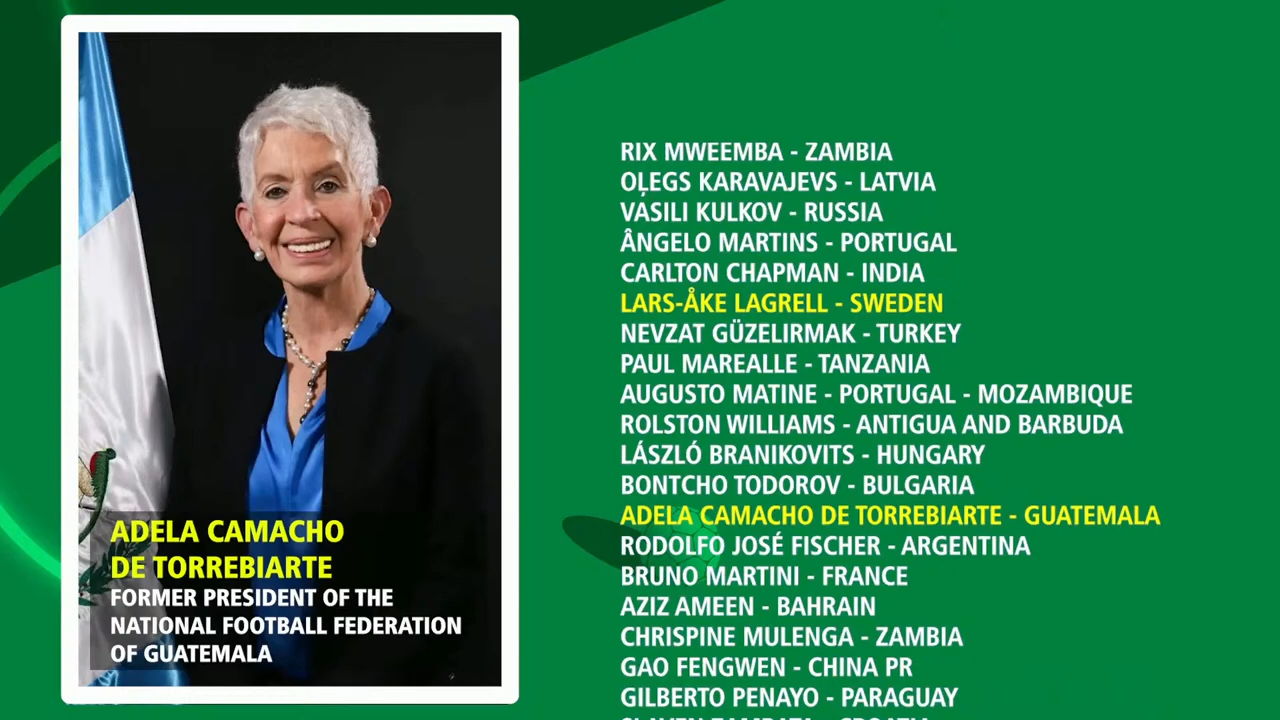 ADELA CAMACHO
DE TORREBIARTE
FORMER PRESIDENT OF THE
NATIONAL FOOTBALL FEDERATION
OF GUATEMALA
RIX MWEEMBA - ZAMBIA
OĻEGS KARAVAJEVS - LATVIA
VASILI KULKOV - RUSSIA
ÂNGELO MARTINS - PORTUGAL
CARLTON CHAPMAN - INDIA
LARS-ÅKE LAGRELL - SWEDEN
NEVZAT GÜZELIRMAK - TURKEY
PAUL MAREALLE - TANZANIA
AUGUSTO MATINE - PORTUGAL - MOZAMBIQUE
ROLSTON WILLIAMS - ANTIGUA AND BARBUDA
LÁSZLÓ BRANIKOVITS - HUNGARY
BONTCHO TODOROV - BULGARIA
ADELA CAMACHO DE TORREBIARTE - GUATEMALA
RODOLFO JOSÉ FISCHER - ARGENTINA
BRUNO MARTINI - FRANCE
AZIZ AMEEN - BAHRAIN
CHRISPINE MULENGA - ZAMBIA
GAO FENGWEN - CHINA PR
GILBERTO PENAYO - PARAGUAY